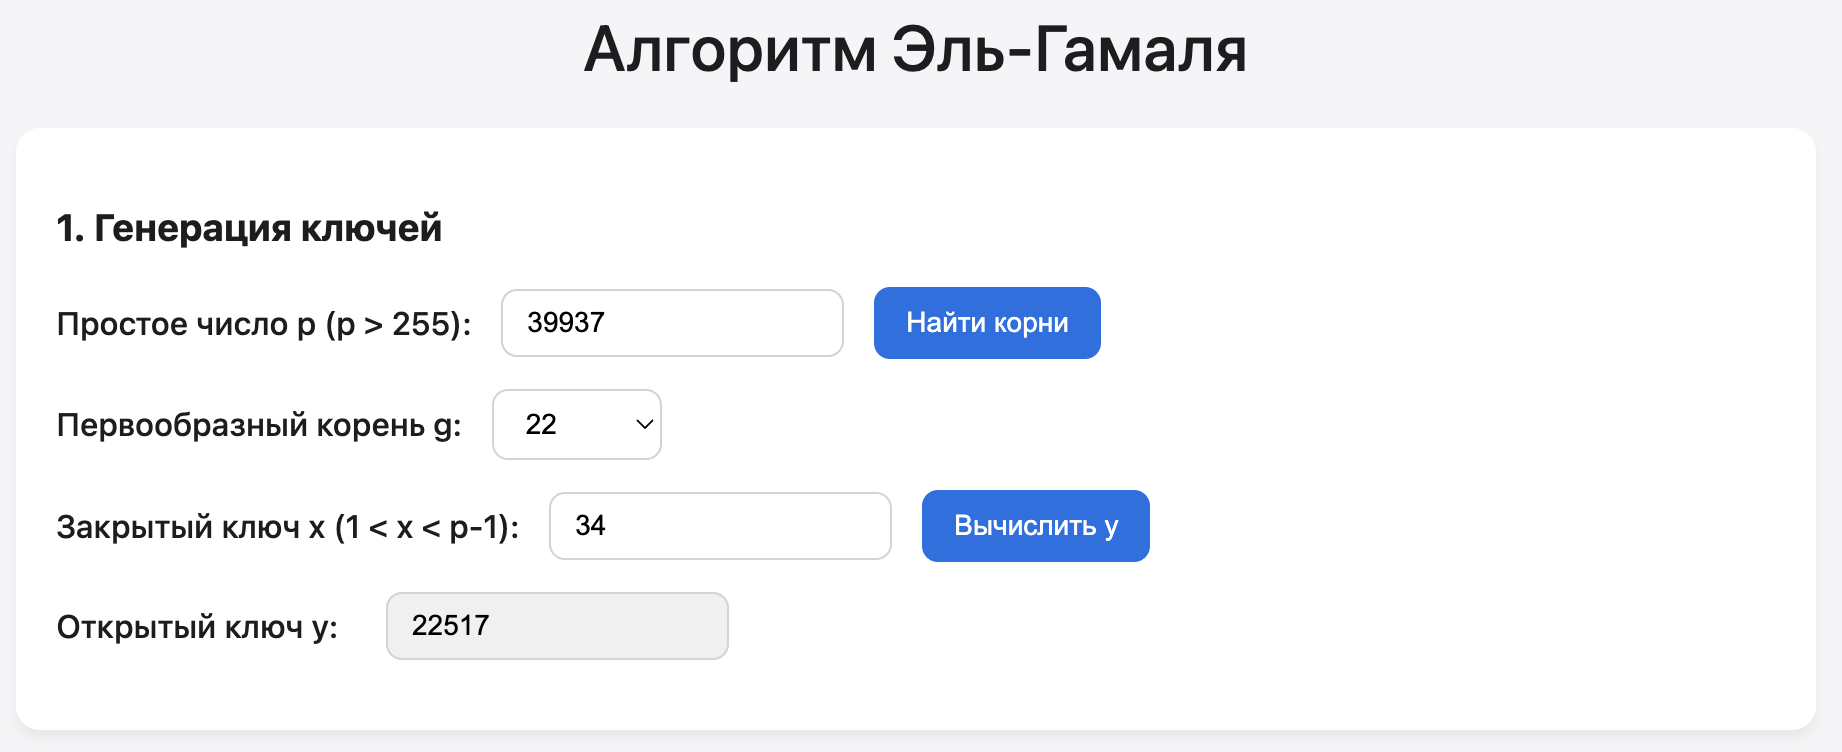 Алгоритм Эль-Гамаля
1. Генерация ключей
Простое число p (p > 255): 39937 Найти корни
Первообразный корень g: 22
Закрытый ключ x (1 < x < p-1): 34 Вычислить y
Открытый ключ y: 22517